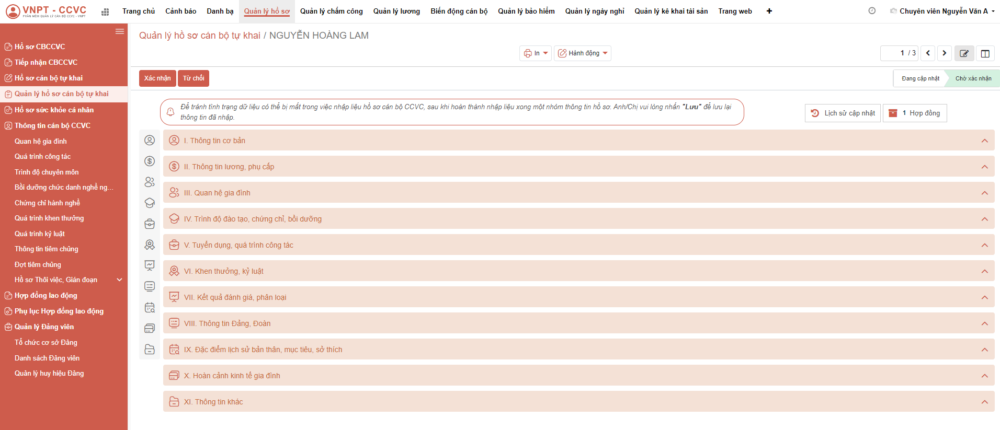 VNPT - CCVC
PHẦN MỀM QUẢN LÝ CÁN BỘ CCVC - VNPT
Trang chủ Cảnh báo Danh bạ Quản lý hồ sơ Quản lý chấm công Quản lý lương Biến động cán bộ Quản lý bảo hiểm Quản lý ngày nghỉ Quản lý kê khai tài sản Trang web +
Chuyên viên Nguyễn Văn A
Hồ sơ CBCCVC
Tiếp nhận CBCCVC
Hồ sơ cán bộ tự khai
Quản lý hồ sơ cán bộ tự khai
Hồ sơ sức khỏe cá nhân
Thông tin cán bộ CCVC
Quan hệ gia đình
Quá trình công tác
Trình độ chuyên môn
Bồi dưỡng chức danh nghề ng...
Chứng chỉ hành nghề
Quá trình khen thưởng
Quá trình kỷ luật
Thông tin tiêm chủng
Đợt tiêm chủng
Hồ sơ Thôi việc, Gián đoạn
Hợp đồng lao động
Phụ lục Hợp đồng lao động
Quản lý Đảng viên
Tổ chức cơ sở Đảng
Danh sách Đảng viên
Quản lý huy hiệu Đảng
Quản lý hồ sơ cán bộ tự khai / NGUYỄN HOÀNG LAM
In Hành động
1 / 3
Xác nhận Từ chối
Đang cập nhật Chờ xác nhận
Để tránh tình trạng dữ liệu có thể bị mất trong việc nhập liệu hồ sơ cán bộ CCVC, sau khi hoàn thành nhập liệu xong một nhóm thông tin hồ sơ. Anh/Chị vui lòng nhấn "Lưu" để lưu lại
thông tin đã nhập.
Lịch sử cập nhật
1 Hợp đồng
I. Thông tin cơ bản
II. Thông tin lương, phụ cấp
III. Quan hệ gia đình
IV. Trình độ đào tạo, chứng chỉ, bồi dưỡng
V. Tuyển dụng, quá trình công tác
VI. Khen thưởng, kỷ luật
VII. Kết quả đánh giá, phân loại
VIII. Thông tin Đảng, Đoàn
IX. Đặc điểm lịch sử bản thân, mục tiêu, sở thích
X. Hoàn cảnh kinh tế gia đình
XI. Thông tin khác